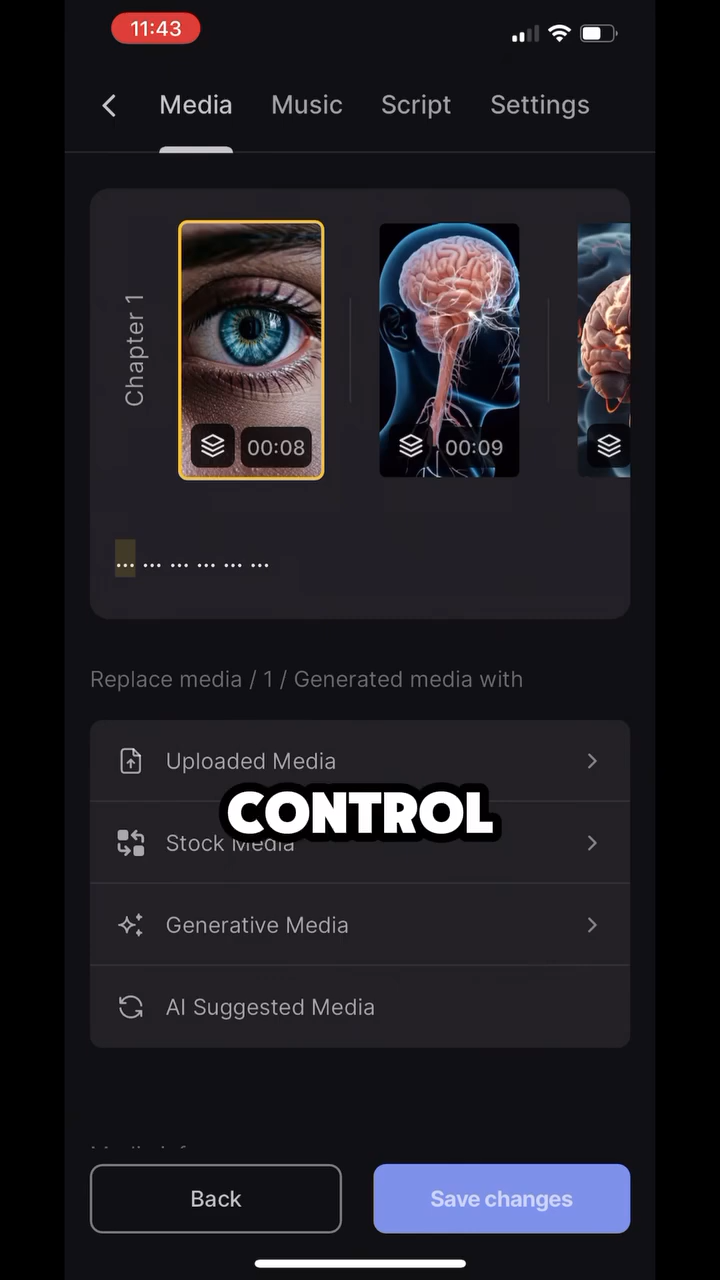 11:43
Media Music Script Settings
Chapter 1
00:08
00:09
... ... ... ... ... ...
Replace media / 1 / Generated media with
Uploaded Media
CONTROL
Stock Media
Generative Media
AI Suggested Media
Back
Save changes